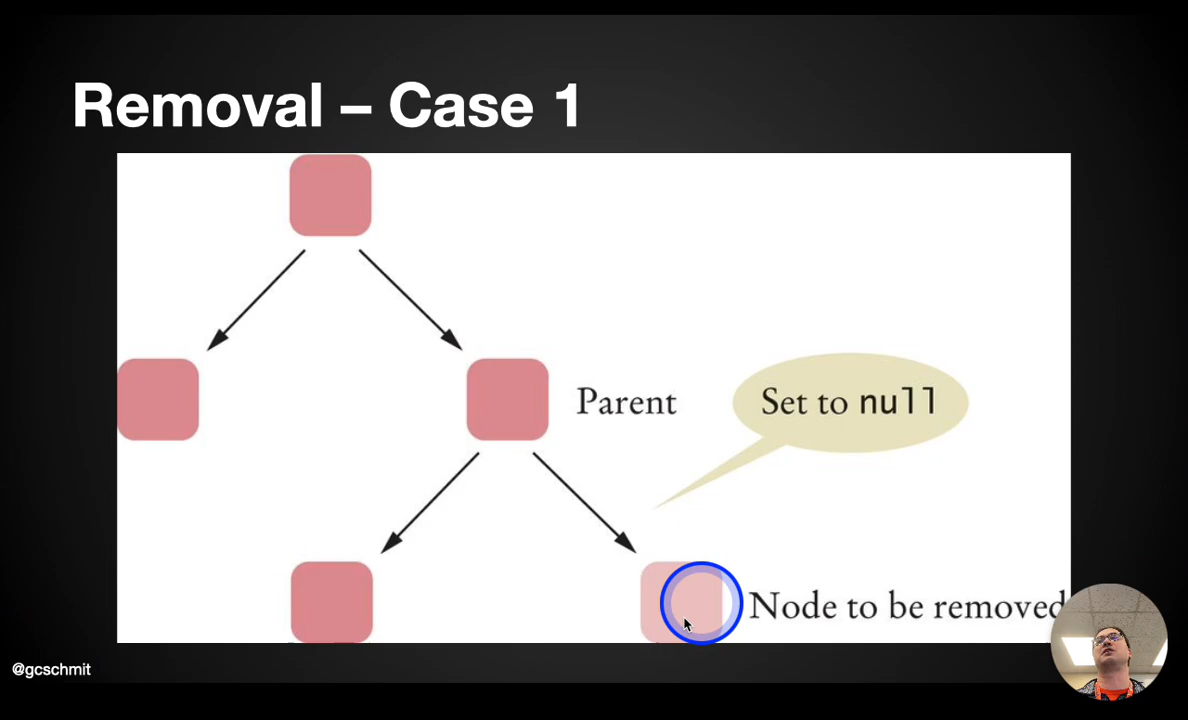 Removal – Case 1
Parent
Set to null
Node to be removed
@gcschmit